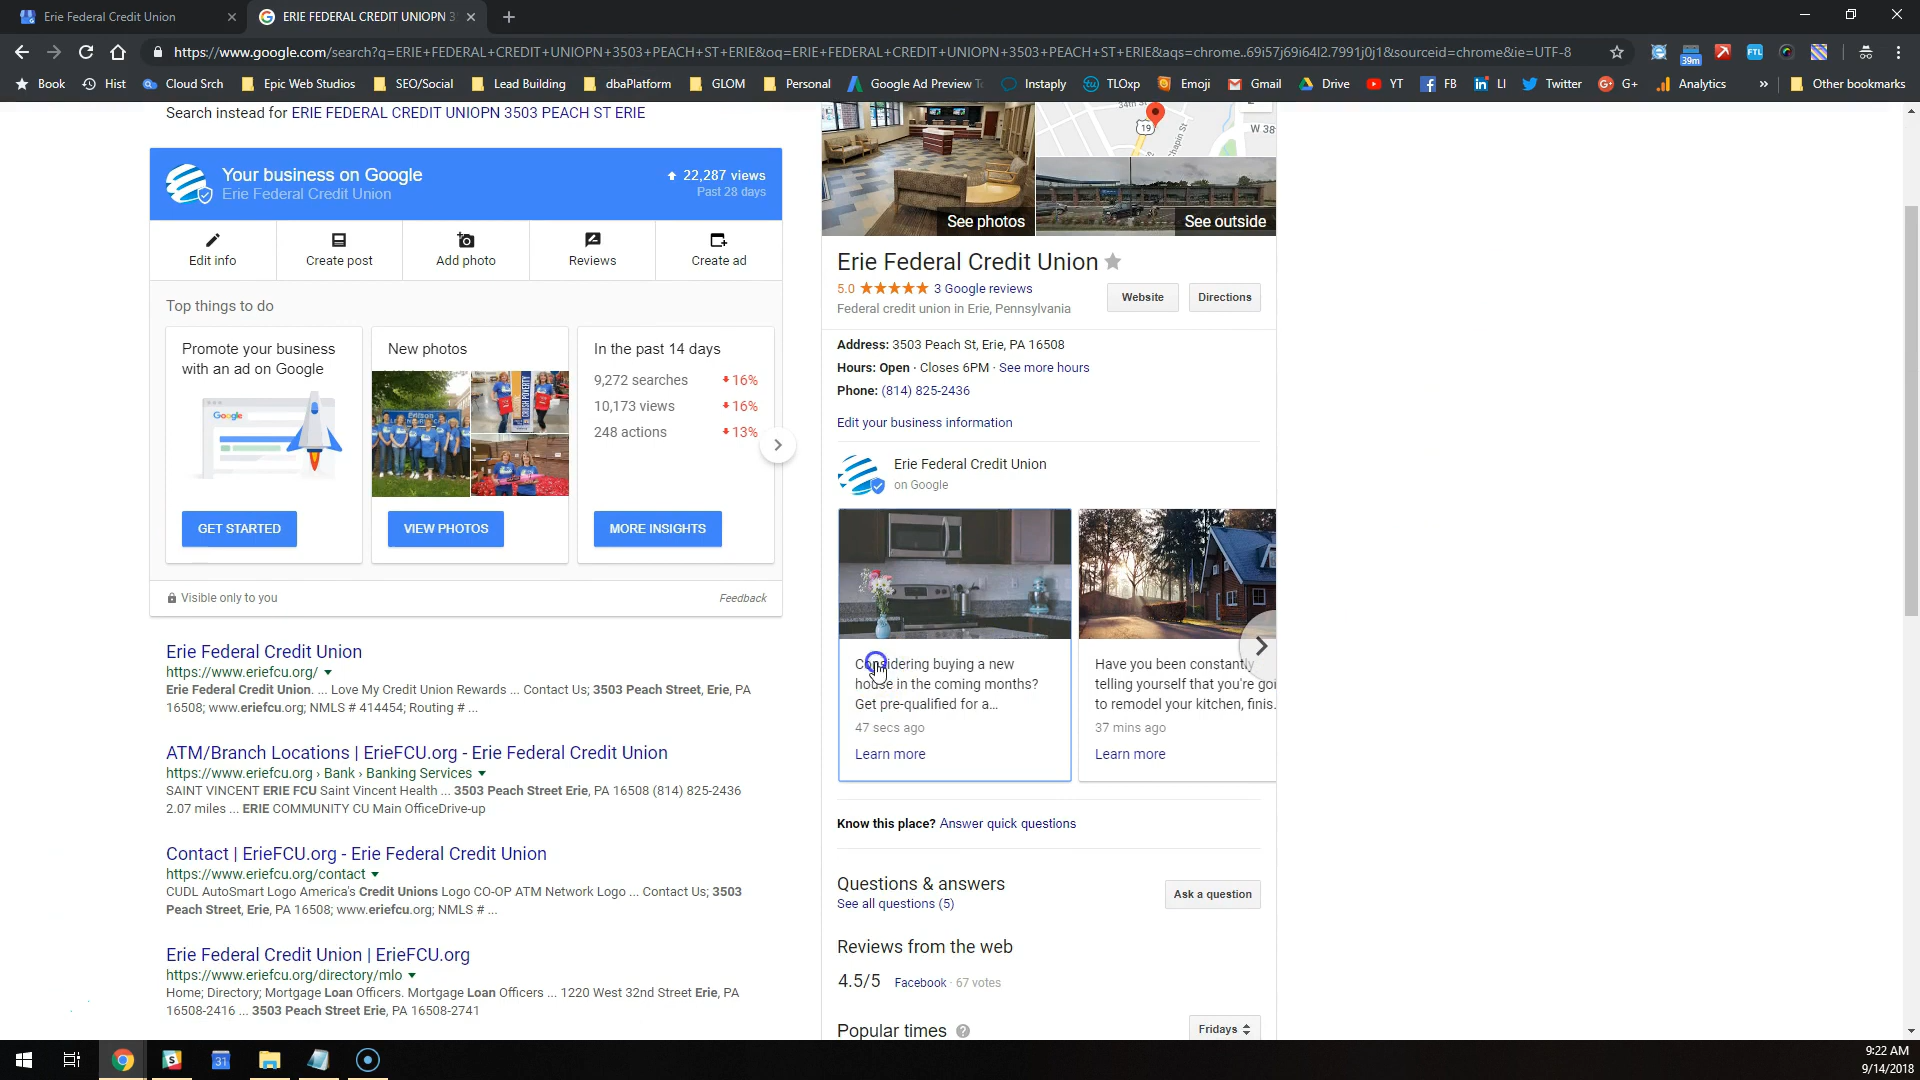 Erie Federal Credit Union
ERIE FEDERAL CREDIT UNIOPN 3
https://www.google.com/search?q=ERIE+FEDERAL+CREDIT+UNIOPN+3503+PEACH+ST+ERIE&oq=ERIE+FEDERAL+CREDIT+UNIOPN+3503+PEACH+ST+ERIE&aqs=chrome..69i57j69i64l2.7991j0j1&sourceid=chrome&ie=UTF-8
39m
FTL
Book
Hist
Cloud Srch
Epic Web Studios
SEO/Social
Lead Building
dbaPlatform
GLOM
Personal
Google Ad Preview T
Instaply
TLOxp
Emoji
Gmail
Drive
YT
FB
LI
Twitter
G+
Analytics
»
Other bookmarks
Search instead for ERIE FEDERAL CREDIT UNIOPN 3503 PEACH ST ERIE
Your business on Google
Erie Federal Credit Union
22,287 views
Past 28 days
Edit info
Create post
Add photo
Reviews
Create ad
Top things to do
Promote your business
with an ad on Google
Google
GET STARTED
New photos
VIEW PHOTOS
In the past 14 days
9,272 searches 16%
10,173 views 16%
248 actions 13%
MORE INSIGHTS
Visible only to you
Feedback
Erie Federal Credit Union
https://www.eriefcu.org/
Erie Federal Credit Union. ... Love My Credit Union Rewards ... Contact Us; 3503 Peach Street, Erie, PA
16508; www.eriefcu.org; NMLS # 414454; Routing # ...
ATM/Branch Locations | ErieFCU.org - Erie Federal Credit Union
https://www.eriefcu.org › Bank › Banking Services
SAINT VINCENT ERIE FCU Saint Vincent Health ... 3503 Peach Street Erie, PA 16508 (814) 825-2436
2.07 miles ... ERIE COMMUNITY CU Main OfficeDrive-up
Contact | ErieFCU.org - Erie Federal Credit Union
https://www.eriefcu.org/contact
CUDL AutoSmart Logo America's Credit Unions Logo CO-OP ATM Network Logo ... Contact Us; 3503
Peach Street, Erie, PA 16508; www.eriefcu.org; NMLS # ...
Erie Federal Credit Union | ErieFCU.org
https://www.eriefcu.org/directory/mlo
Home; Directory; Mortgage Loan Officers. Mortgage Loan Officers ... 1220 West 32nd Street Erie, PA
16508-2416 ... 3503 Peach Street Erie, PA 16508-2741
See photos
34th St
19
Chapin St
W 38
See outside
Erie Federal Credit Union
5.0 3 Google reviews
Federal credit union in Erie, Pennsylvania
Website
Directions
Address: 3503 Peach St, Erie, PA 16508
Hours: Open · Closes 6PM · See more hours
Phone: (814) 825-2436
Edit your business information
Erie Federal Credit Union
on Google
Considering buying a new
house in the coming months?
Get pre-qualified for a...
47 secs ago
Learn more
Have you been constantly
telling yourself that you're goi
to remodel your kitchen, finis.
37 mins ago
Learn more
Know this place? Answer quick questions
Questions & answers
See all questions (5)
Ask a question
Reviews from the web
4.5/5 Facebook · 67 votes
Popular times
Fridays
31
9:22 AM
9/14/2018